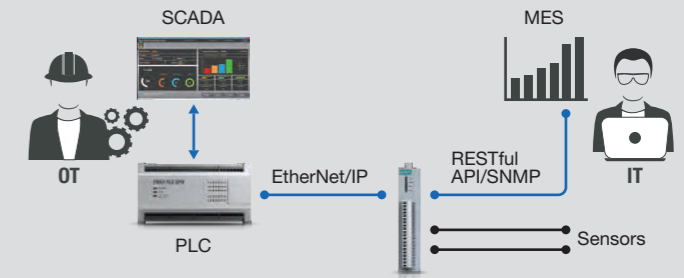 SCADA
MES
OT
IT
EtherNet/IP
RESTful
API/SNMP
PLC
Sensors